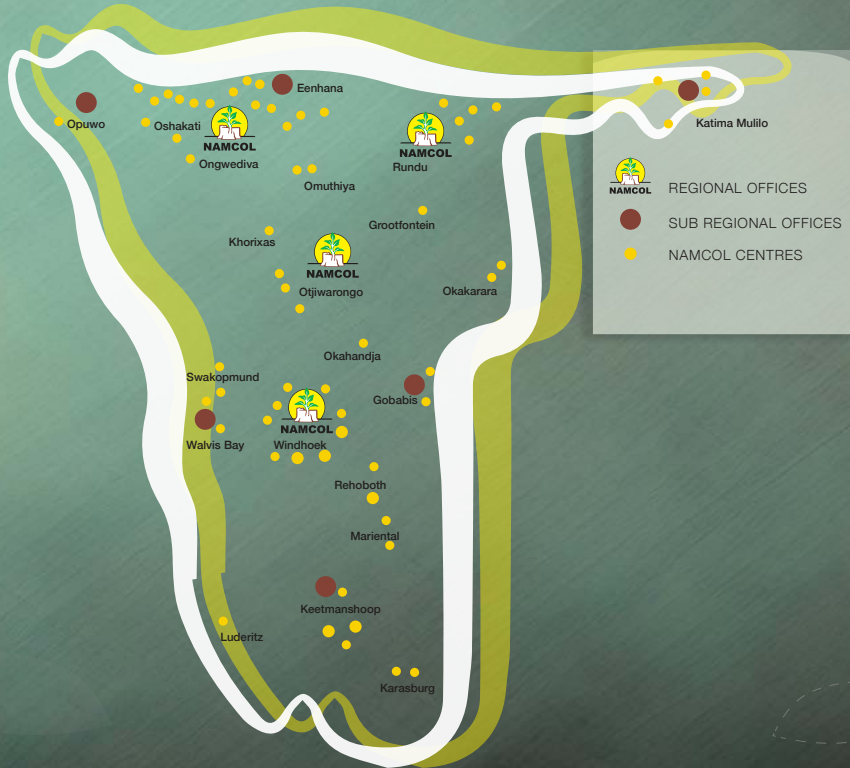 Eenhana
Opuwo
Oshakati
NAMCOL
Ongwediva
NAMCOL
Rundu
Katima Mulilo
Omuthiya
Grootfontein
Khorixas
NAMCOL
Otjiwarongo
Okakarara
Okahandja
Swakopmund
Gobabis
NAMCOL
Windhoek
Walvis Bay
Rehoboth
Mariental
Keetmanshoop
Luderitz
Karasburg
NAMCOL
REGIONAL OFFICES
SUB REGIONAL OFFICES
NAMCOL CENTRES